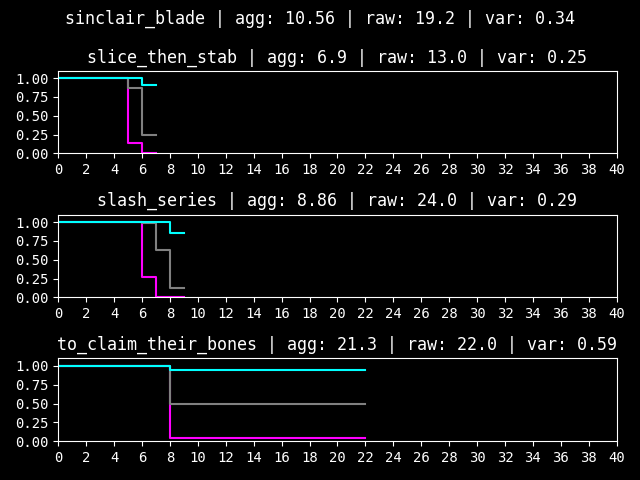 sinclair_blade | agg: 10.56 | raw: 19.2 | var: 0.34
slice_then_stab | agg: 6.9 | raw: 13.0 | var: 0.25
1.00
0.75
0.50
0.25
0.00
0 2 4 6 8 10 12 14 16 18 20 22 24 26 28 30 32 34 36 38 40
slash_series | agg: 8.86 | raw: 24.0 | var: 0.29
1.00
0.75
0.50
0.25
0.00
0 2 4 6 8 10 12 14 16 18 20 22 24 26 28 30 32 34 36 38 40
to_claim_their_bones | agg: 21.3 | raw: 22.0 | var: 0.59
1.00
0.75
0.50
0.25
0.00
0 2 4 6 8 10 12 14 16 18 20 22 24 26 28 30 32 34 36 38 40